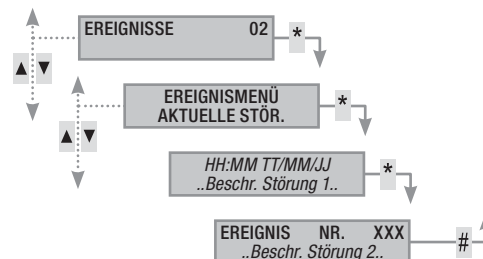 EREIGNISSE 02
*
▲ ▼
EREIGNISMENÜ
AKTUELLE STÖR.
*
▲ ▼
HH:MM TT/MM/JJ
..Beschr. Störung 1..
*
EREIGNIS NR. XXX
..Beschr. Störung 2..
#